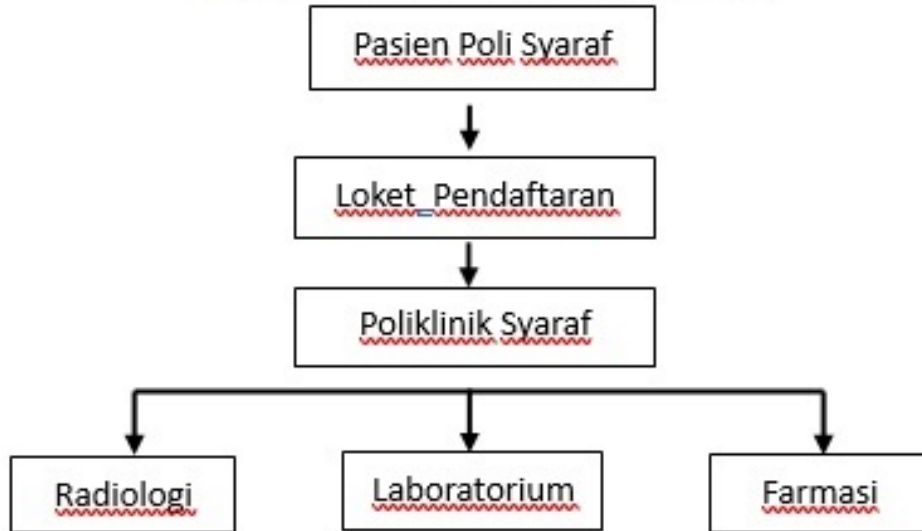 Pasien Poli Syaraf
Loket_Pendaftaran
Poliklinik Syaraf
Radiologi
Laboratorium
Farmasi